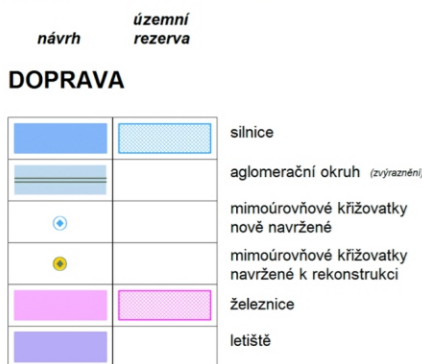 návrh
územní
rezerva
DOPRAVA
silnice
aglomerační okruh (zvýraznění)
mimoúrovňové křižovatky
nově navržené
mimoúrovňové křižovatky
navržené k rekonstrukci
železnice
letiště